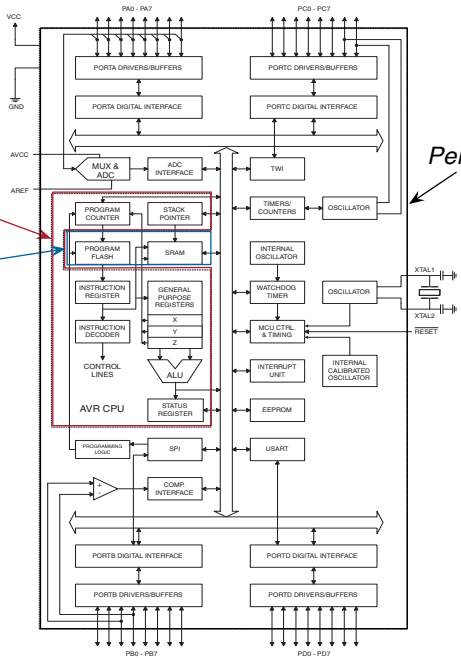 PA0 - PA7
PC0 - PC7
VCC
PORTA DRIVERS/BUFFERS
PORTC DRIVERS/BUFFERS
GND
PORTA DIGITAL INTERFACE
PORTC DIGITAL INTERFACE
AVCC
MUX &
ADC
ADC
INTERFACE
TWI
AREF
PROGRAM
COUNTER
STACK
POINTER
TIMERS/
COUNTERS
OSCILLATOR
PROGRAM
FLASH
SRAM
INTERNAL
OSCILLATOR
XTAL1
INSTRUCTION
REGISTER
GENERAL
PURPOSE
REGISTERS
WATCHDOG
TIMER
OSCILLATOR
XTAL2
X
Y
Z
INSTRUCTION
DECODER
MCU CTRL.
& TIMING
RESET
CONTROL
LINES
ALU
INTERRUPT
UNIT
INTERNAL
CALIBRATED
OSCILLATOR
AVR CPU
STATUS
REGISTER
EEPROM
PROGRAMMING
LOGIC
SPI
USART
+
-
COMP.
INTERFACE
PORTB DIGITAL INTERFACE
PORTD DIGITAL INTERFACE
PORTB DRIVERS/BUFFERS
PORTD DRIVERS/BUFFERS
PB0 - PB7
PD0 - PD7